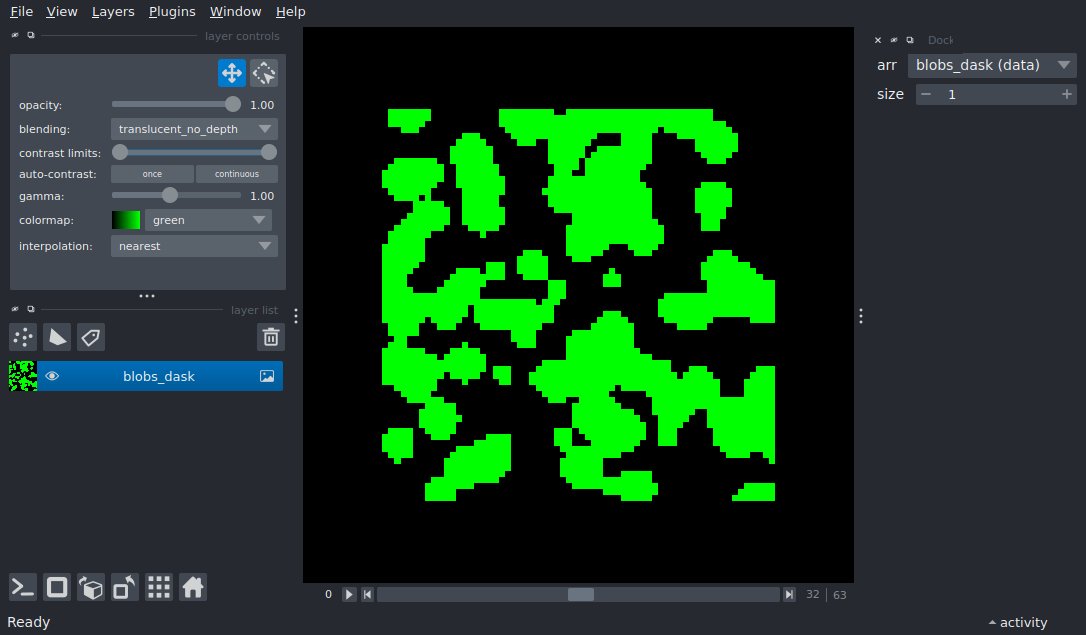 File View Layers Plugins Window Help
layer controls
opacity: 1.00
blending: translucent_no_depth
contrast limits:
auto-contrast: once continuous
gamma: 1.00
colormap: green
interpolation: nearest
layer list
blobs_dask
0 32 63
Ready
activity
Dock
arr blobs_dask (data)
size 1